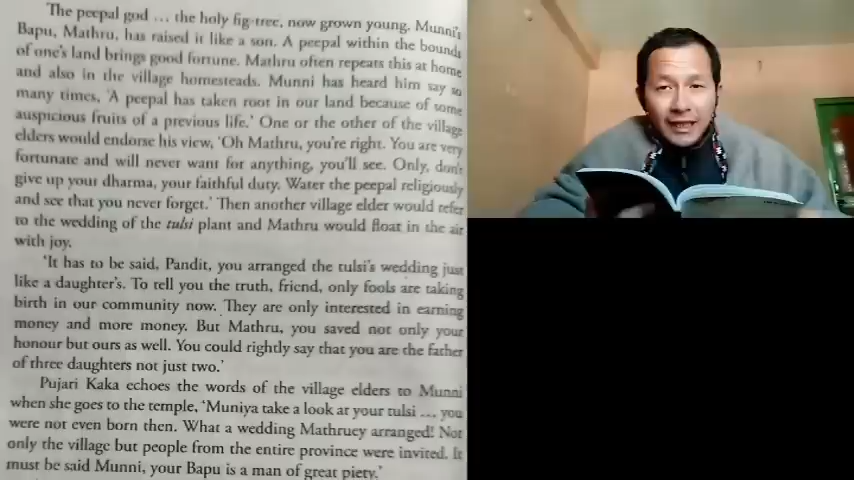 The peepal god ... the holy fig-tree, now grown young. Munni's
Bapu, Mathru, has raised it like a son. A peepal within the bounds
of one's land brings good fortune. Mathru often repeats this at home
and also in the village homesteads. Munni has heard him say so
many times, 'A peepal has taken root in our land because of some
auspicious fruits of a previous life.' One or the other of the village
elders would endorse his view, 'Oh Mathru, you're right. You are very
fortunate and will never want for anything, you'll see. Only, don't
give up your dharma, your faithful duty. Water the peepal religiously
and see that you never forget.' Then another village elder would refer
to the wedding of the tulsi plant and Mathru would float in the air
with joy.
'It has to be said, Pandit, you arranged the tulsi's wedding just
like a daughter's. To tell you the truth, friend, only fools are taking
birth in our community now. They are only interested in earning
money and more money. But Mathru, you saved not only your
honour but ours as well. You could rightly say that you are the father
of three daughters not just two.'
Pujari Kaka echoes the words of the village elders to Munni
when she goes to the temple, 'Muniya take a look at your tulsi ... you
were not even born then. What a wedding Mathruey arranged! Not
only the village but people from the entire province were invited. It
must be said Munni, your Bapu is a man of great piety.'